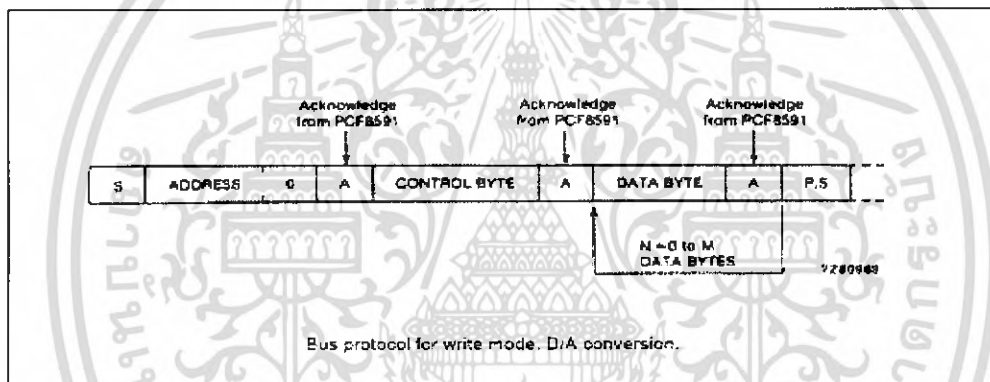 Acknowledge from PCF8591
Acknowledge from PCF8591
Acknowledge from PCF8591
S ADDRESS 0 A CONTROL BYTE A DATA BYTE A P,S
N=0 to M
DATA BYTES
Bus protocol for write mode, D/A conversion.